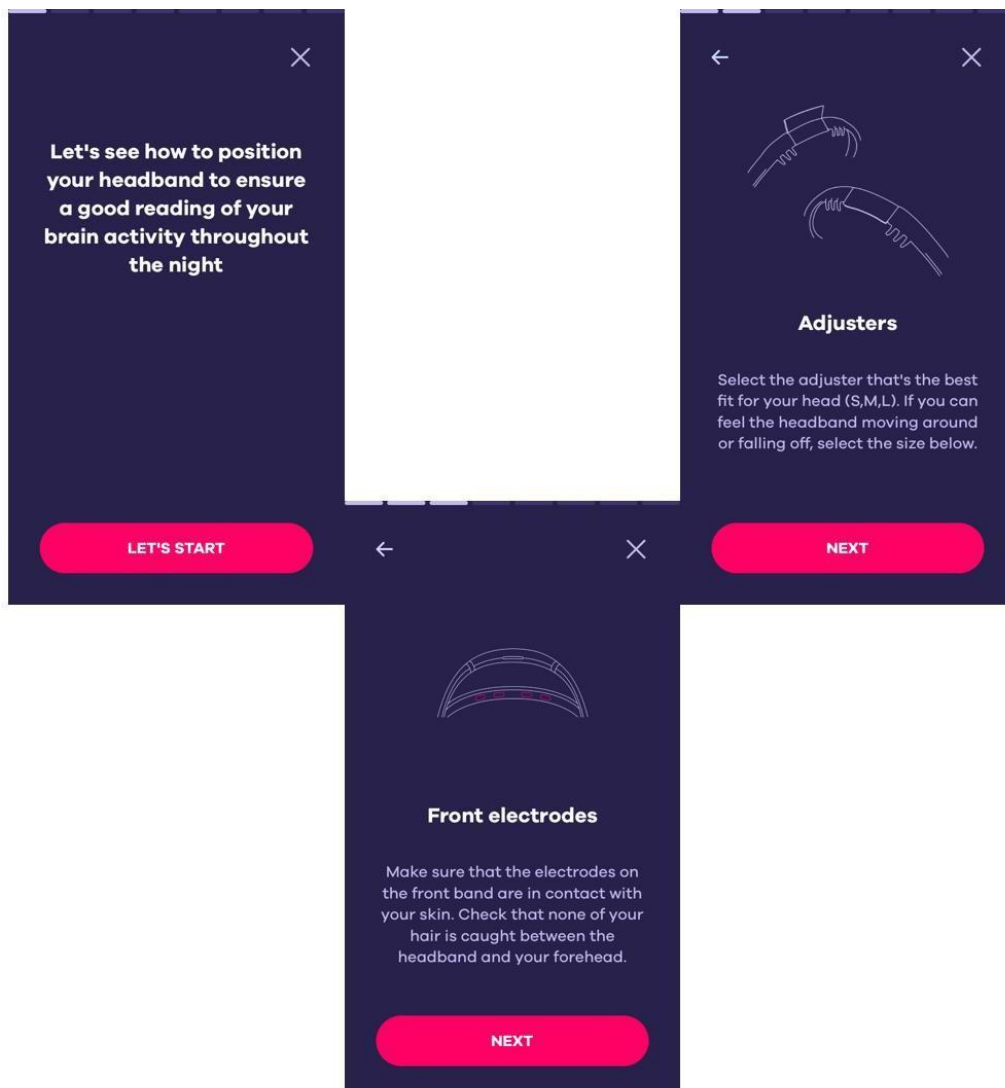 Let's see how to position
your headband to ensure
a good reading of your
brain activity throughout
the night
LET'S START
Adjusters
Select the adjuster that's the best
fit for your head (S,M,L). If you can
feel the headband moving around
or falling off, select the size below.
NEXT
Front electrodes
Make sure that the electrodes on
the front band are in contact with
your skin. Check that none of your
hair is caught between the
headband and your forehead.
NEXT